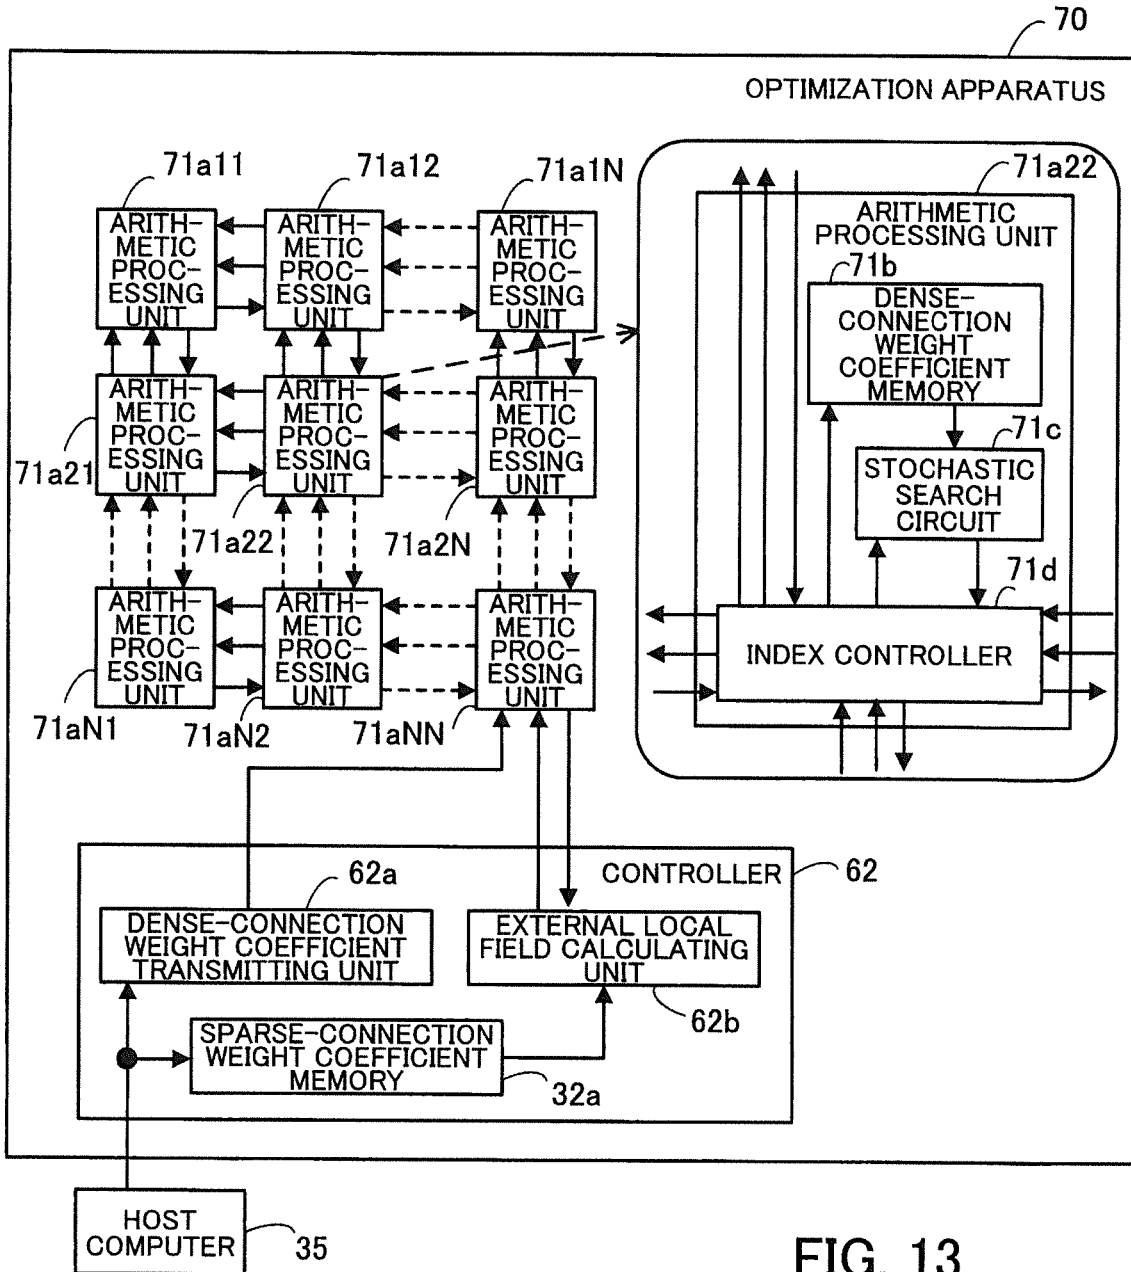 70
OPTIMIZATION APPARATUS
71a11
71a12
71a1N
ARITH-
METIC
PROC-
ESSING
UNIT
ARITH-
METIC
PROC-
ESSING
UNIT
ARITH-
METIC
PROC-
ESSING
UNIT
71a21
ARITH-
METIC
PROC-
ESSING
UNIT
71a22
ARITH-
METIC
PROC-
ESSING
UNIT
71a2N
ARITH-
METIC
PROC-
ESSING
UNIT
ARITH-
METIC
PROC-
ESSING
UNIT
ARITH-
METIC
PROC-
ESSING
UNIT
ARITH-
METIC
PROC-
ESSING
UNIT
71aN1
71aN2
71aNN
71a22
ARITHMETIC
PROCESSING UNIT
71b
DENSE-
CONNECTION
WEIGHT
COEFFICIENT
MEMORY
71c
STOCHASTIC
SEARCH
CIRCUIT
71d
INDEX CONTROLLER
CONTROLLER
62
62a
DENSE-CONNECTION
WEIGHT COEFFICIENT
TRANSMITTING UNIT
EXTERNAL LOCAL
FIELD CALCULATING
UNIT
62b
SPARSE-CONNECTION
WEIGHT COEFFICIENT
MEMORY
32a
HOST
COMPUTER
35
FIG. 13